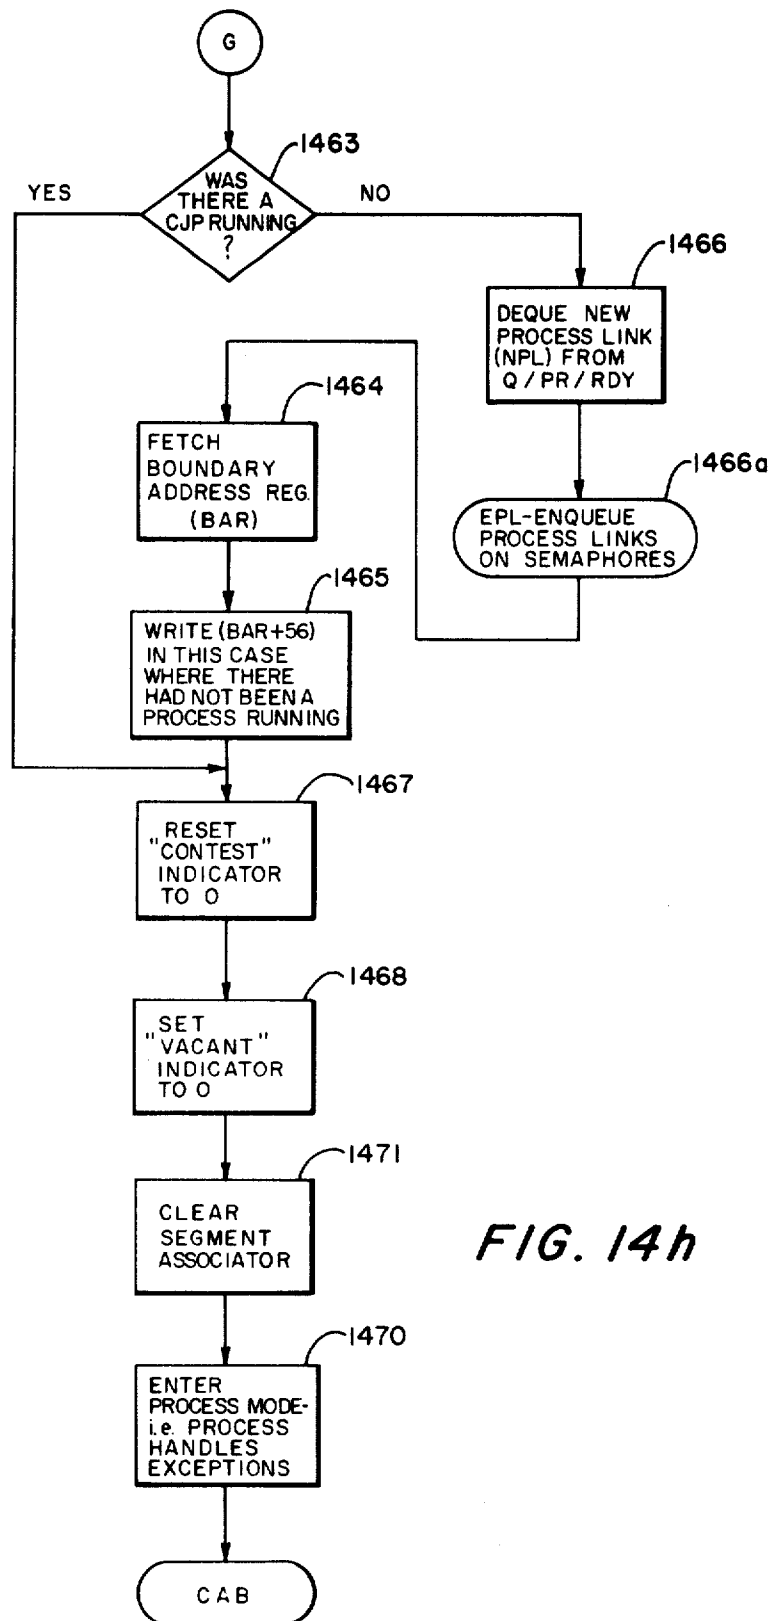 G
1463
WAS
THERE A
CJP RUNNING
?
YES
NO
1466
DEQUE NEW
PROCESS LINK
(NPL) FROM
Q/PR/RDY
1464
FETCH
BOUNDARY
ADDRESS REG.
(BAR)
1466a
EPL-ENQUEUE
PROCESS LINKS
ON SEMAPHORES
1465
WRITE (BAR+56)
IN THIS CASE
WHERE THERE
HAD NOT BEEN A
PROCESS RUNNING
1467
RESET
"CONTEST"
INDICATOR
TO 0
1468
"SET
"VACANT"
INDICATOR
TO 0
1471
CLEAR
SEGMENT
ASSOCIATOR
FIG. 14h
1470
ENTER
PROCESS MODE-
i.e. PROCESS
HANDLES
EXCEPTIONS
CAB